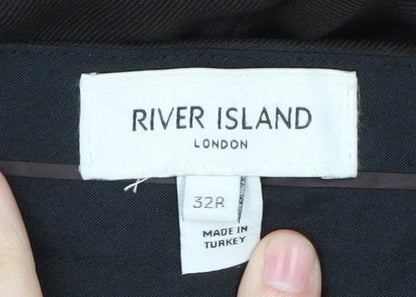 RIVER ISLAND
LONDON
32R
MADE IN
TURKEY